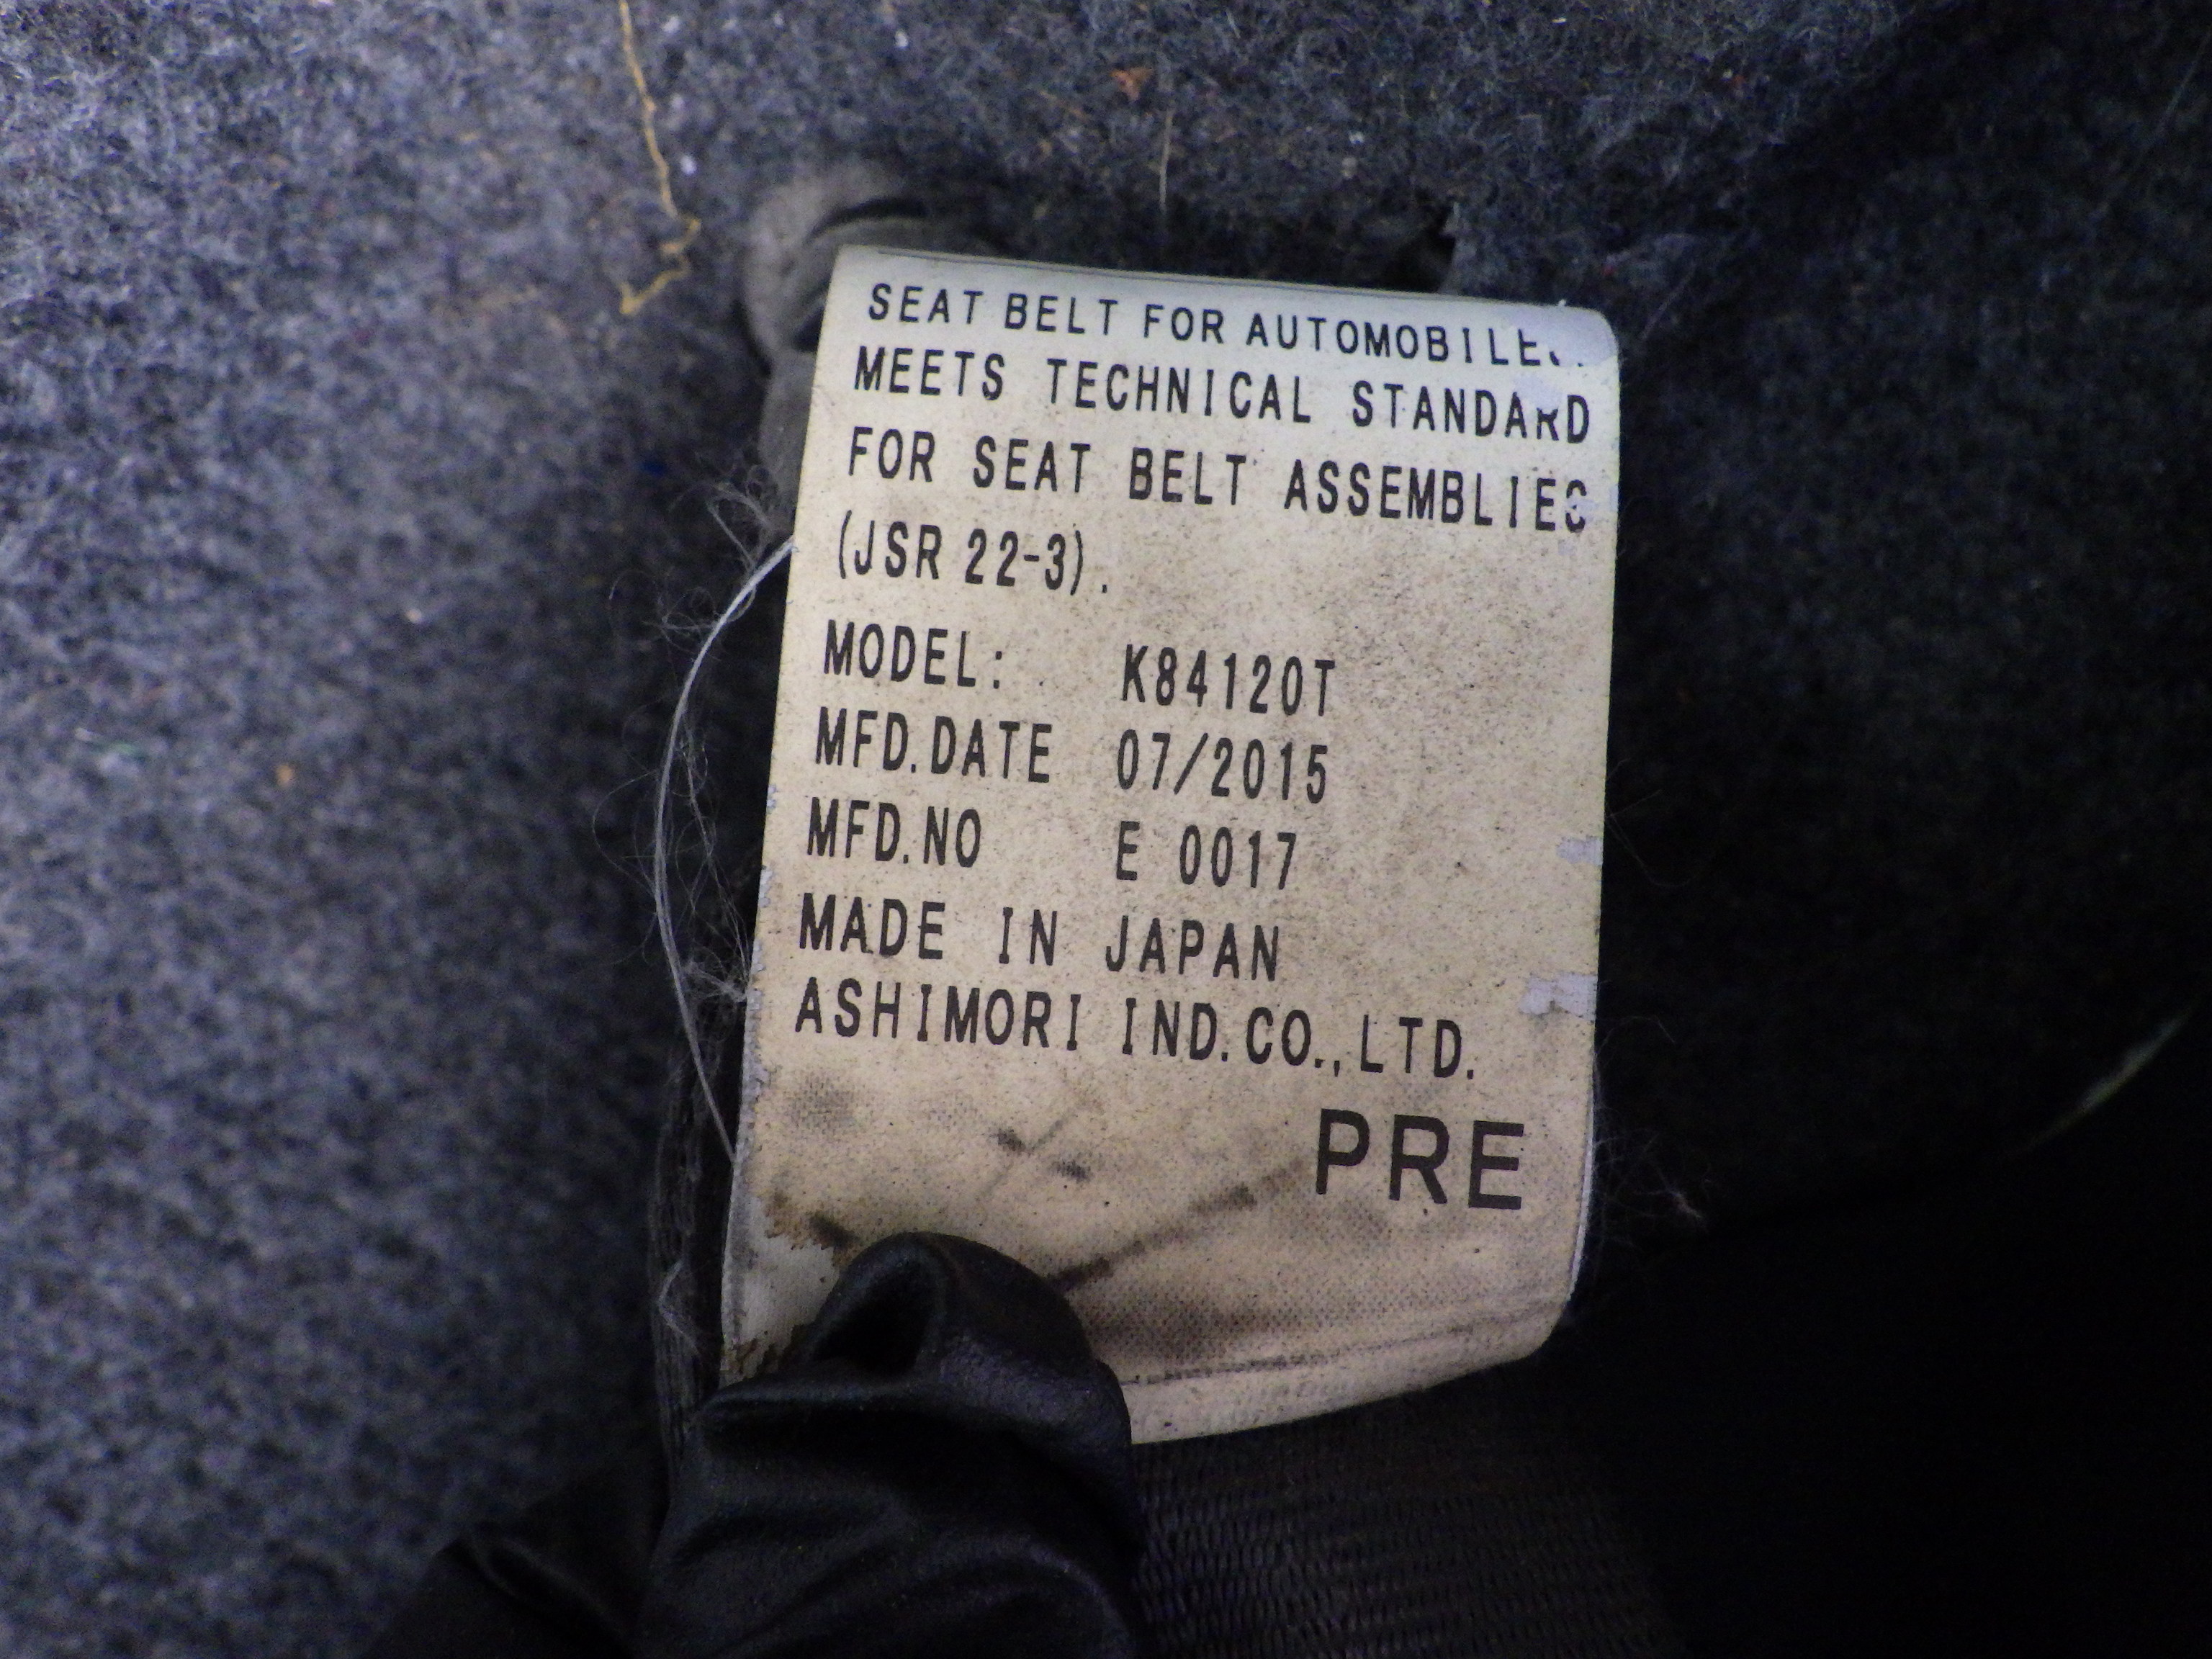 SEAT BELT FOR AUTOMOBILE
MEETS TECHNICAL STANDARD
FOR SEAT BELT ASSEMBLIES
(JSR 22-3).
MODEL: K84120T
MFD.DATE 07/2015
MFD.NO E 0017
MADE IN JAPAN
ASHIMORI IND.CO.,LTD.
PRE